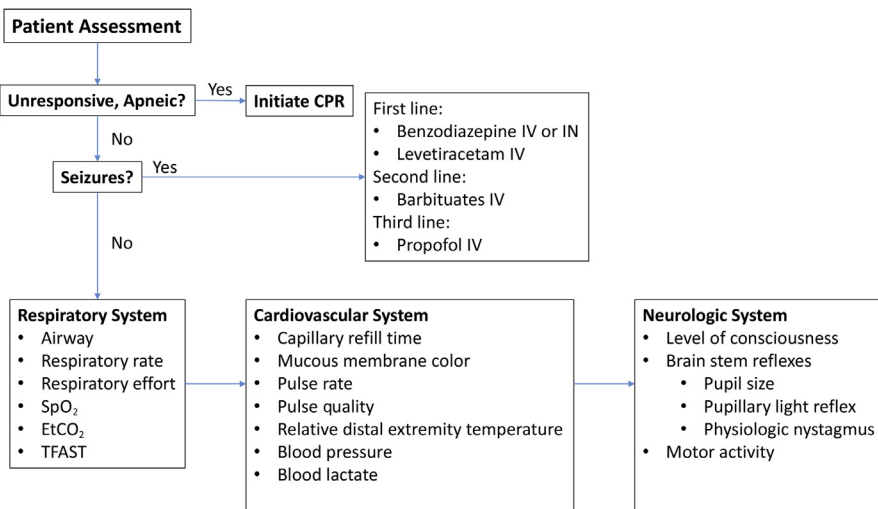 Patient Assessment
Unresponsive, Apneic?
Yes
Initiate CPR
No
Seizures?
Yes
First line:
• Benzodiazepine IV or IN
• Levetiracetam IV
Second line:
• Barbituates IV
Third line:
• Propofol IV
No
Respiratory System
• Airway
• Respiratory rate
• Respiratory effort
• SpO₂
• EtCO₂
• TFAST
Cardiovascular System
• Capillary refill time
• Mucous membrane color
• Pulse rate
• Pulse quality
• Relative distal extremity temperature
• Blood pressure
• Blood lactate
Neurologic System
• Level of consciousness
• Brain stem reflexes
• Pupil size
• Pupillary light reflex
• Physiologic nystagmus
• Motor activity